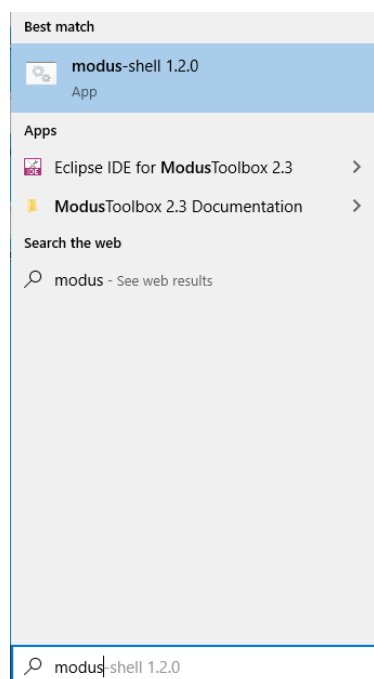 Best match
modus-shell 1.2.0
App
Apps
IDE
Eclipse IDE for ModusToolbox 2.3
ModusToolbox 2.3 Documentation
Search the web
modus - See web results
modus-shell 1.2.0